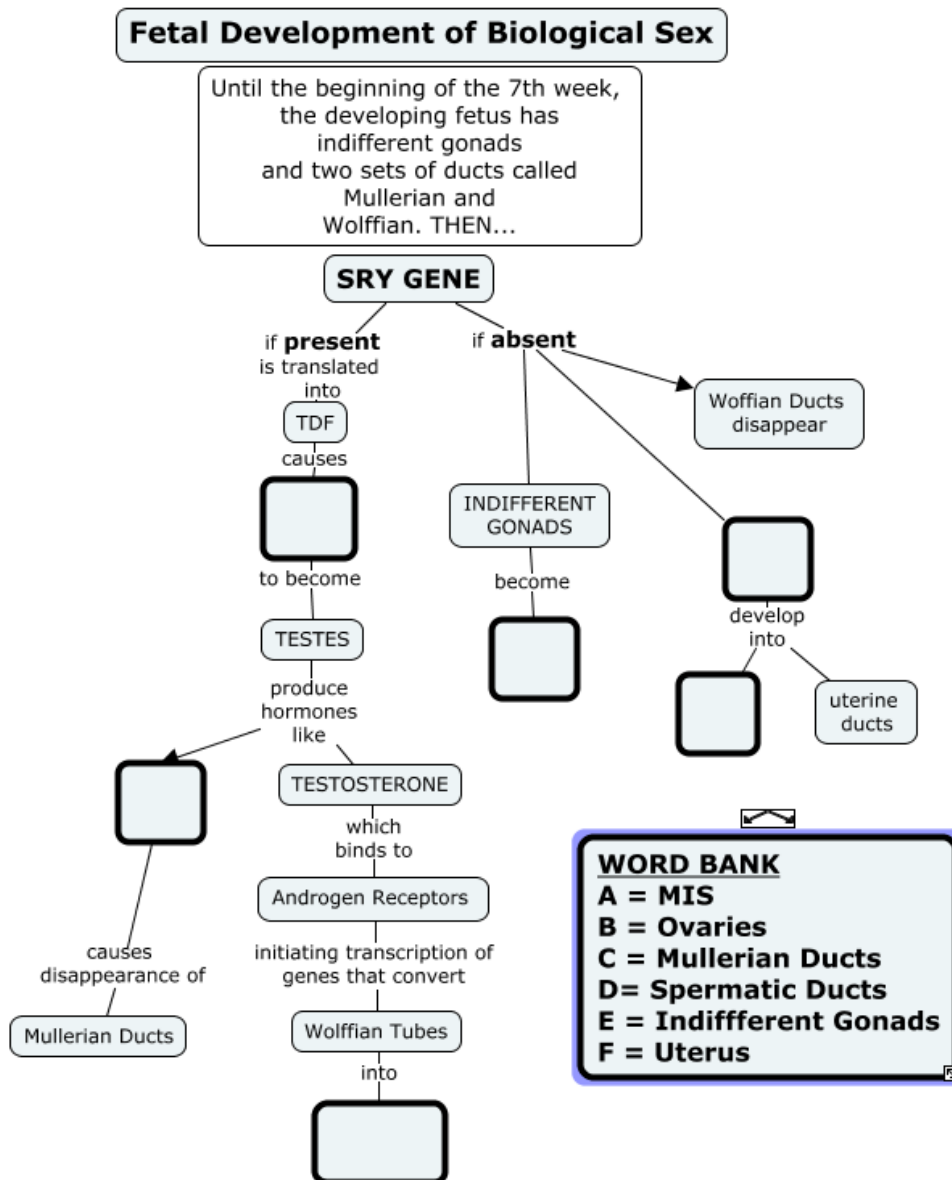 Fetal Development of Biological Sex
Until the beginning of the 7th week,
the developing fetus has
indifferent gonads
and two sets of ducts called
Mullerian and
Wolffian. THEN...
SRY GENE
if present
is translated
into
TDF
causes
to become
TESTES
produce
hormones
like
TESTOSTERONE
which
binds to
Androgen Receptors
initiating transcription of
genes that convert
Wolffian Tubes
into
causes
disappearance of
Mullerian Ducts
if absent
INDIFFERENT
GONADS
become
Woffian Ducts
disappear
develop
into
uterine
ducts
WORD BANK
A = MIS
B = Ovaries
C = Mullerian Ducts
D= Spermatic Ducts
E = Indiffferent Gonads
F = Uterus